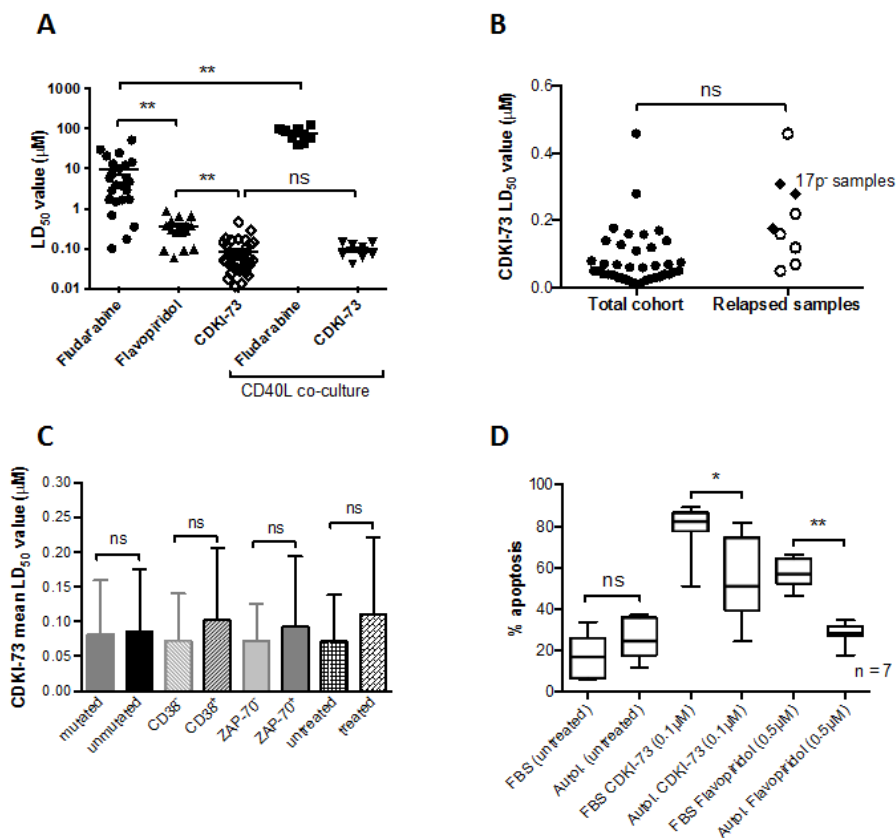 A
LD50 value (µM)
1000
100
10
1
0.10
0.01
**
**
**
ns
Fludarabine
Flavopiridol
CDKI-73
Fludarabine
CDKI-73
CD40L co-culture
B
CDKI-73 LD50 value (µM)
0.6
0.4
0.2
0.0
ns
17p- samples
Total cohort
Relapsed samples
C
CDKI-73 mean LD50 value (µM)
0.30
0.25
0.20
0.15
0.10
0.05
0.00
ns
ns
ns
ns
mutated
unmutated
CD38-
CD38+
ZAP-70-
ZAP-70+
untreated
treated
D
% apoptosis
100
80
60
40
20
0
ns
*
**
n = 7
FBS (untreated)
Autol. (untreated)
FBS CDKI-73 (0.1µM)
Autol. CDKI-73 (0.1µM)
FBS Flavopiridol (0.5µM)
Autol. Flavopiridol (0.5µM)